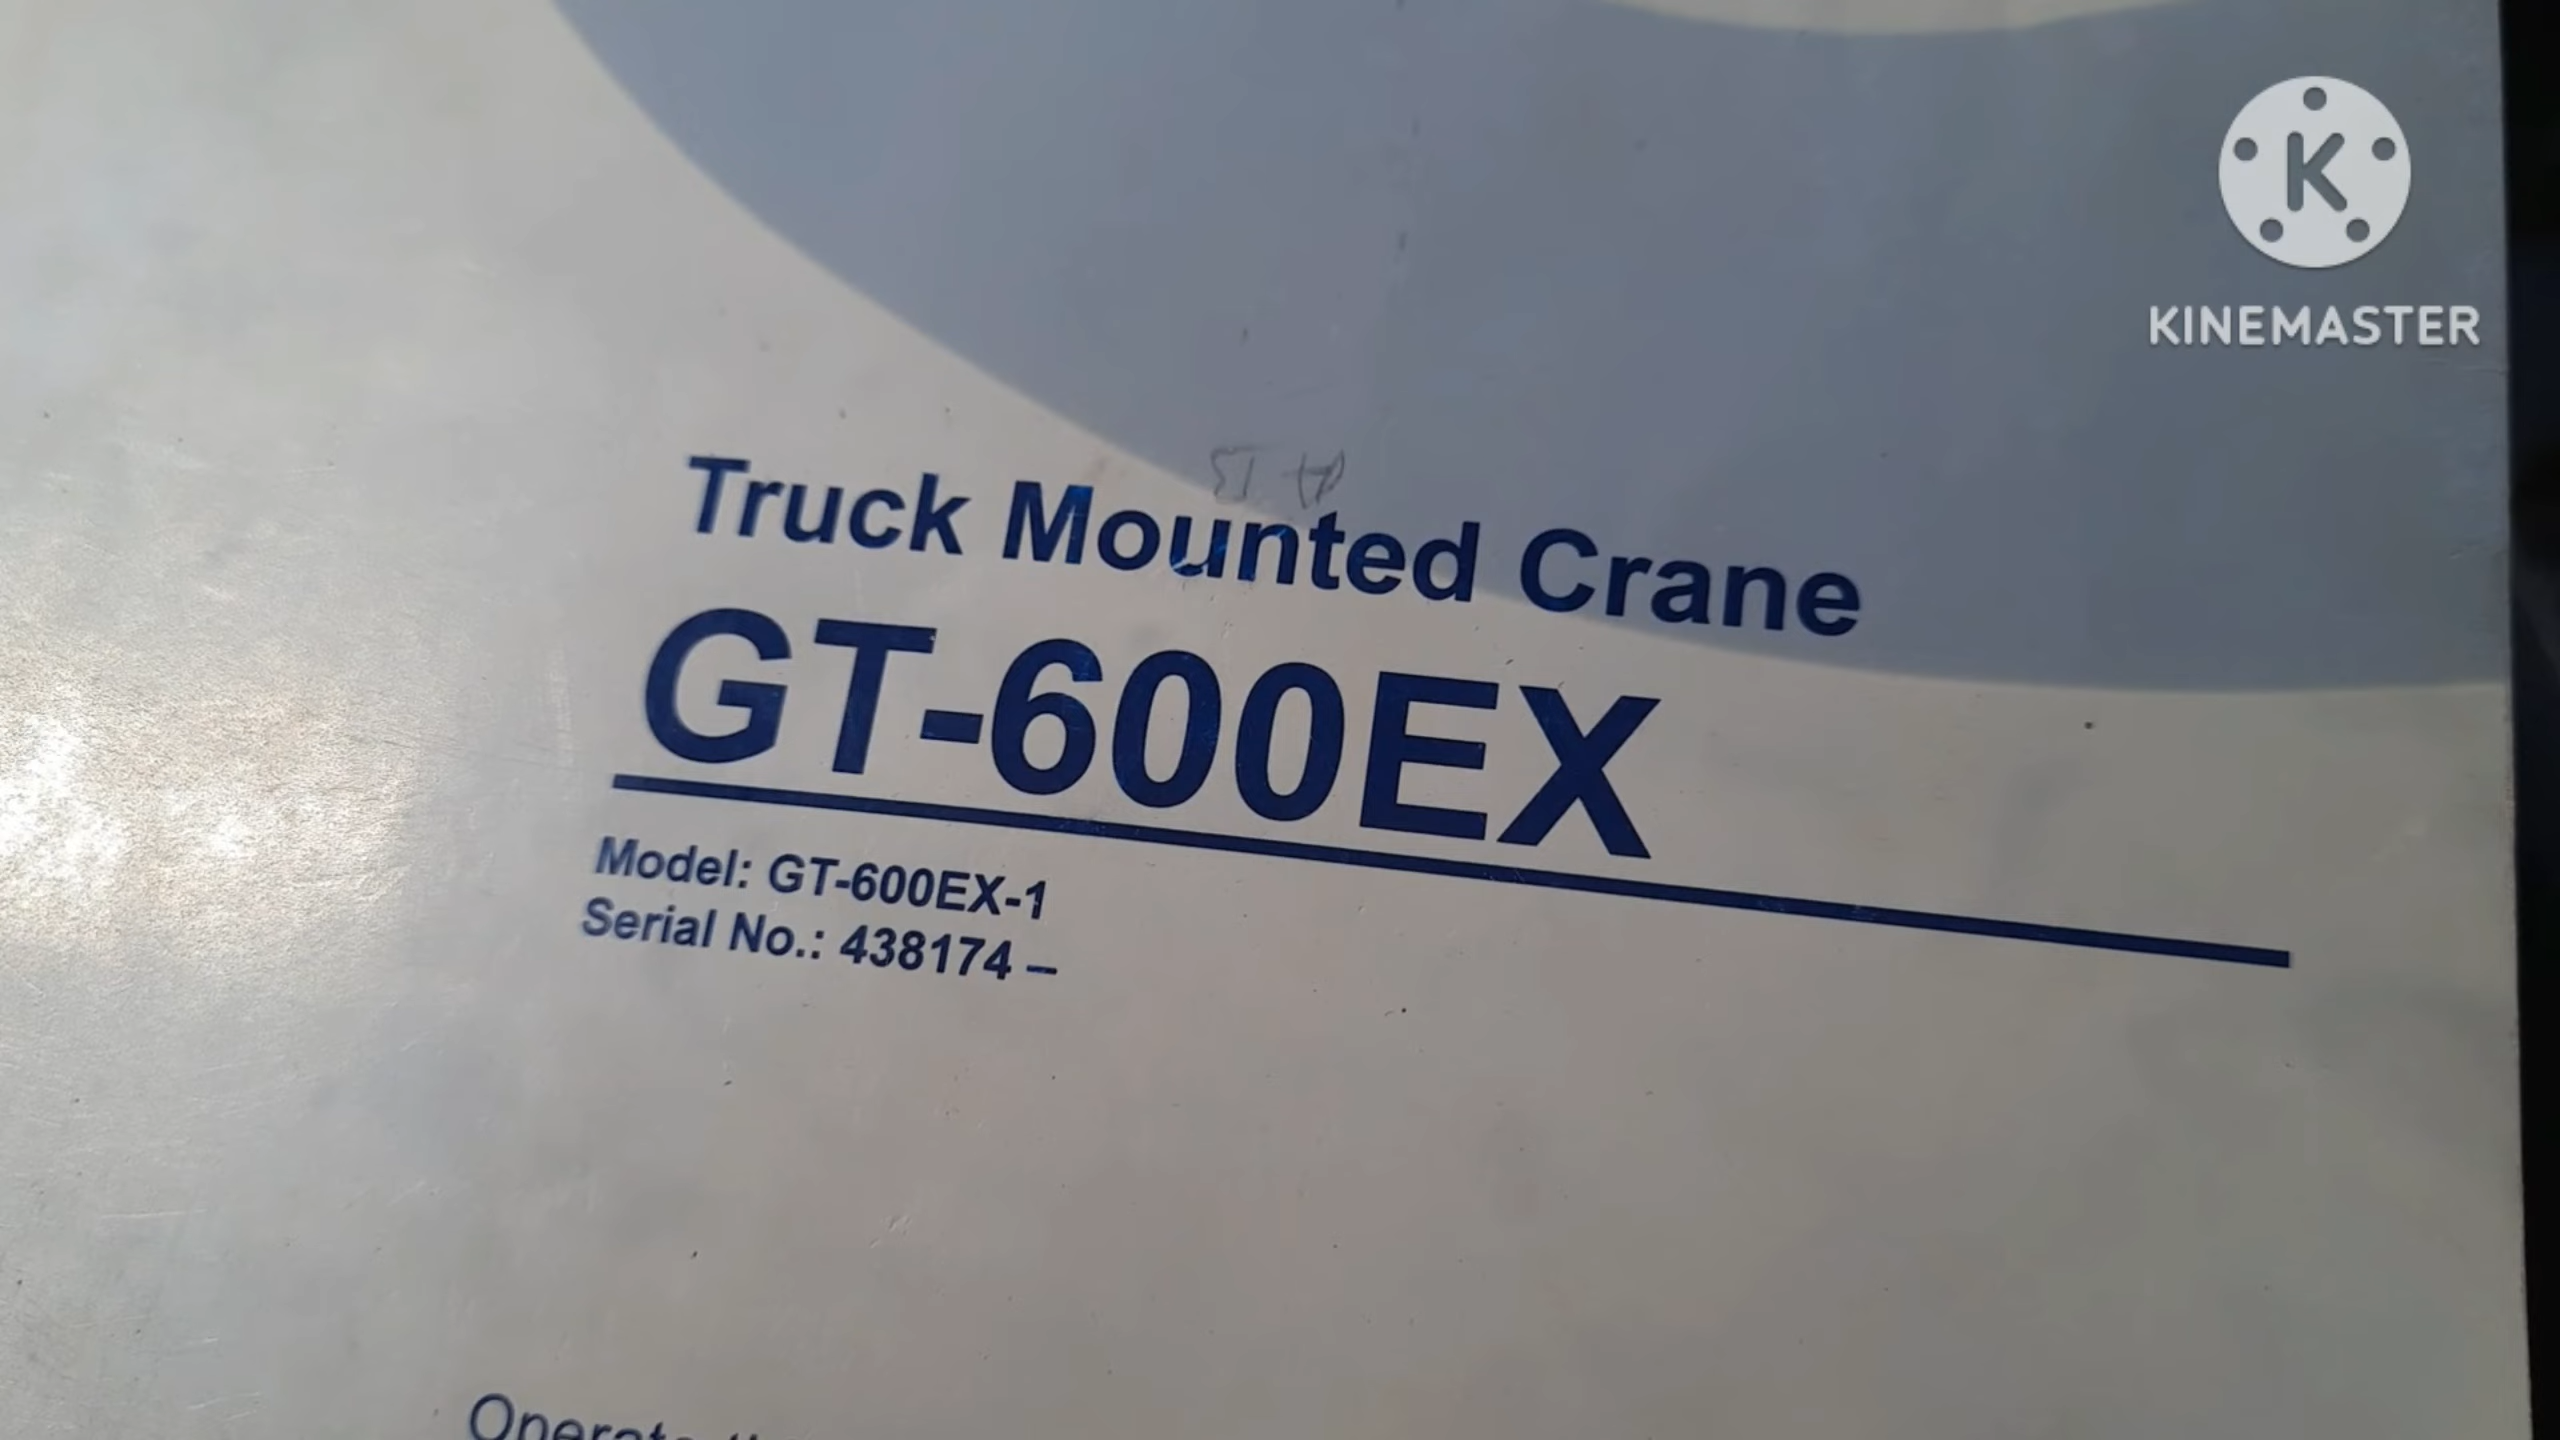 K
KINEMASTER
Truck Mounted Crane
GT-600EX
Model: GT-600EX-1
Serial No.: 438174 –